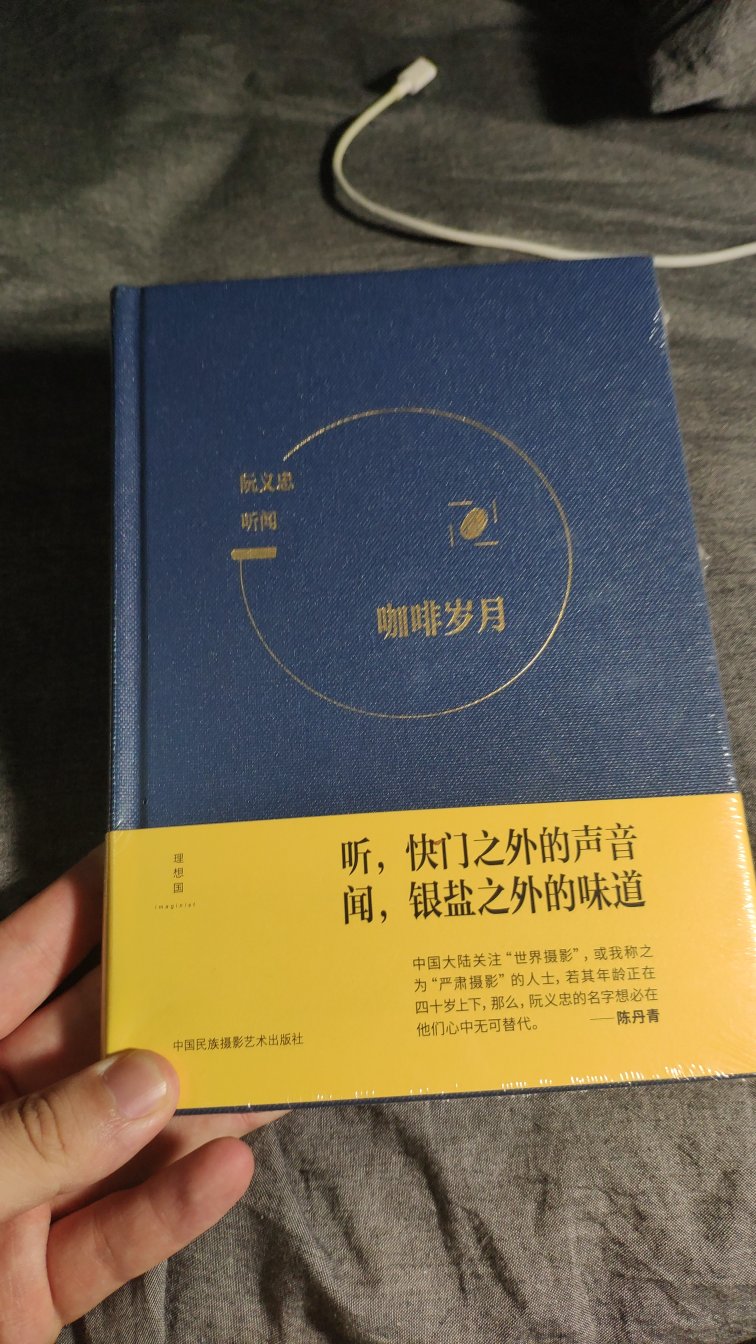 阮义忠
听闻
咖啡岁月
理想国
imaginist
听，快门之外的声音
闻，银盐之外的味道
中国大陆关注“世界摄影”，或我称之
为“严肃摄影”的人士，若其年龄正在
四十岁上下，那么，阮义忠的名字想必在
他们心中无可替代。 ——陈丹青
中国民族摄影艺术出版社